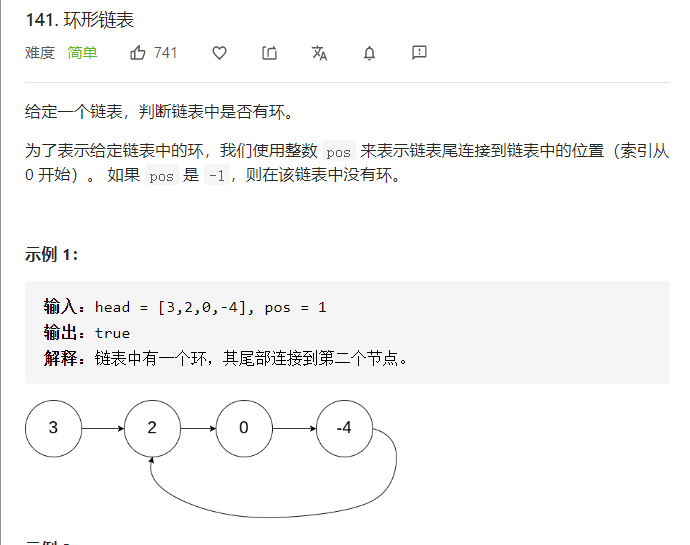 141. 环形链表
难度 简单 741
给定一个链表，判断链表中是否有环。
为了表示给定链表中的环，我们使用整数 pos 来表示链表尾连接到链表中的位置（索引从
0 开始）。 如果 pos 是 -1，则在该链表中没有环。
示例 1：
输入：head = [3,2,0,-4], pos = 1
输出：true
解释：链表中有一个环，其尾部连接到第二个节点。
3 2 0 -4